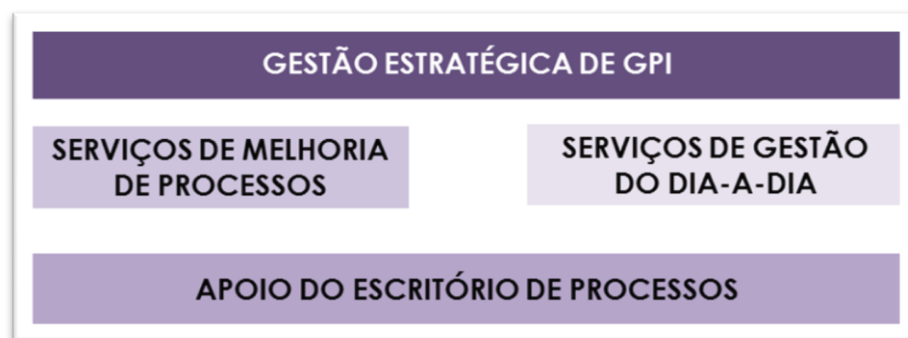 GESTÃO ESTRATÉGICA DE GPI
SERVIÇOS DE MELHORIA
DE PROCESSOS
SERVIÇOS DE GESTÃO
DO DIA-A-DIA
APOIO DO ESCRITÓRIO DE PROCESSOS